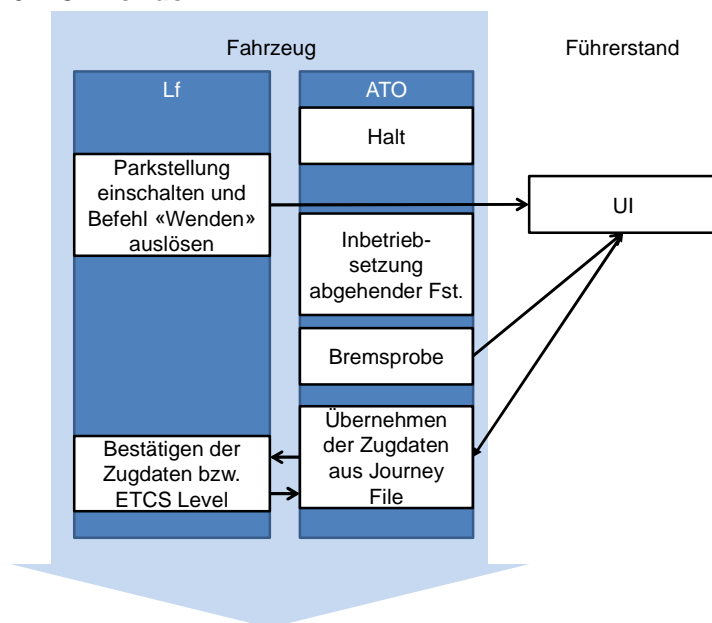 Fahrzeug
Führerstand
Lf
ATO
Halt
Parkstellung
einschalten und
Befehl «Wenden»
auslösen
UI
Inbetrieb-
setzung
abgehender Fst.
Bremsprobe
Übernehmen
der Zugdaten
aus Journey
File
Bestätigen der
Zugdaten bzw.
ETCS Level